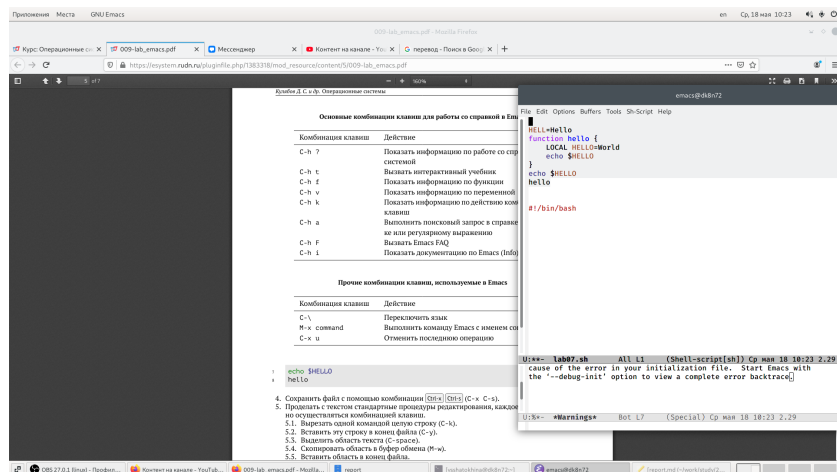 Приложения Места GNU Emacs en Ср, 18 мая 10:23
009-lab_emacs.pdf - Mozilla Firefox
Курс: Операционные си 009-lab_emacs.pdf Мессенджер Контент на канале - You перевод - Поиск в Googl
https://esystem.rudn.ru/pluginfile.php/1383318/mod_resource/content/5/009-lab_emacs.pdf
5 of 7 160%
Кулябов Д. С. и др. Операционные системы
Основные комбинации клавиш для работы со справкой в Ema
Комбинация клавиш Действие
C-h ? Показать информацию по работе со спр
системой
C-h t Вызвать интерактивный учебник
C-h f Показать информацию по функции
C-h v Показать информацию по переменной
C-h k Показать информацию по действию ком
клавиш
C-h a Выполнить поисковый запрос в справке
ке или регулярному выражению
C-h F Вызвать Emacs FAQ
C-h i Показать документацию по Emacs (Info)
Прочие комбинации клавиш, используемые в Emacs
Комбинация клавиш Действие
C-\ Переключить язык
M-x command Выполнить команду Emacs с именем co
C-x u Отменить последнюю операцию
7 echo $HELLO
8 hello
4. Сохранить файл с помощью комбинации Ctrl-x Ctrl-s (C-x C-s).
5. Проделать с текстом стандартные процедуры редактирования, каждое
но осуществляться комбинацией клавиш.
5.1. Вырезать одной командой целую строку (C-k).
5.2. Вставить эту строку в конец файла (C-y).
5.3. Выделить область текста (C-space).
5.4. Скопировать область в буфер обмена (M-w).
5.5. Вставить область в конец файла.
emacs@dk8n72
File Edit Options Buffers Tools Sh-Script Help
HELL=Hello
function hello {
LOCAL HELLO=World
echo $HELLO
}
echo $HELLO
hello
#!/bin/bash
U:**- lab07.sh All L1 (Shell-script[sh]) Ср мая 18 10:23 2.29
cause of the error in your initialization file. Start Emacs with
the '--debug-init' option to view a complete error backtrace.
U:%*- *Warnings* Bot L7 (Special) Ср мая 18 10:23 2.29
OBS 27.0.1 (linux) - Профил... Контент на канале - YouTub... 009-lab_emacs.pdf - Mozilla... report emacs@dk8n72